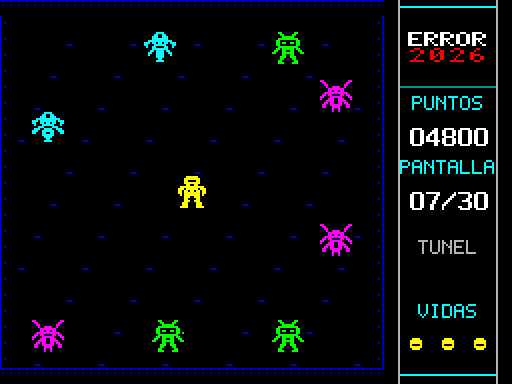 ERROR
2026
PUNTOS
04800
PANTALLA
07/30
TUNEL
VIDAS